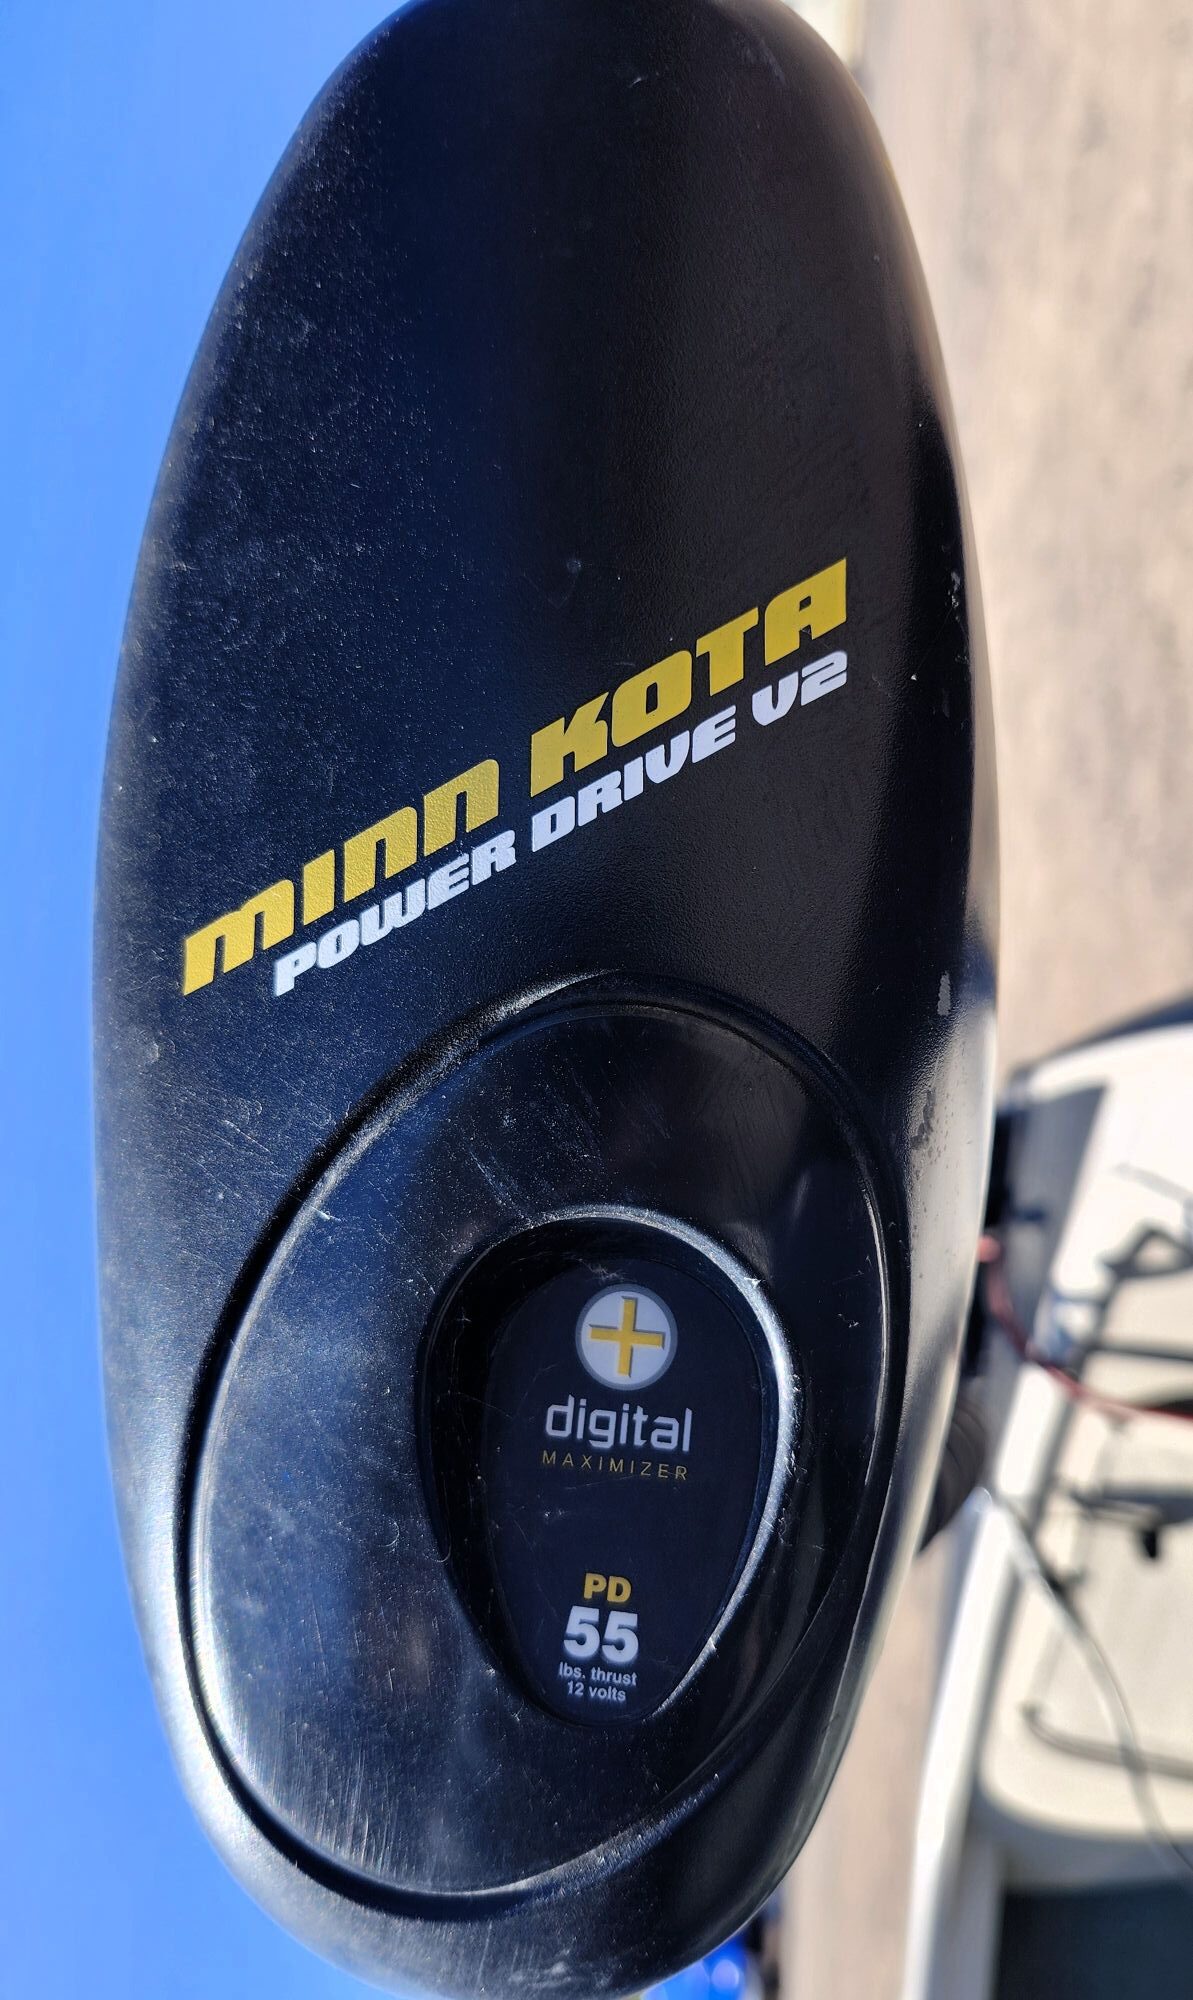 MINN KOTA
POWER DRIVE V2
digital
MAXIMIZER
PD
55
lbs. thrust
12 volts